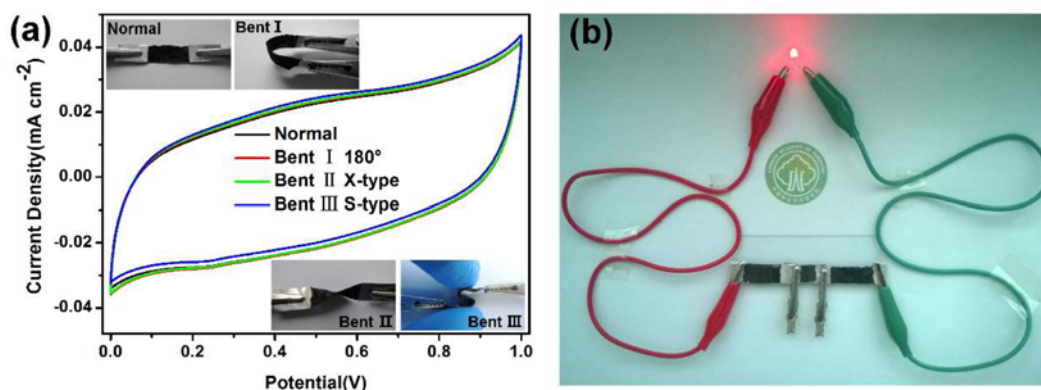 (a)
Normal
Bent Ⅰ
Normal
Bent Ⅰ 180°
Bent Ⅱ X-type
Bent Ⅲ S-type
Bent Ⅱ
Bent Ⅲ
0.04
0.02
0.00
-0.02
-0.04
Current Density(mA cm-2)
0.0 0.2 0.4 0.6 0.8 1.0
Potential(V)
(b)